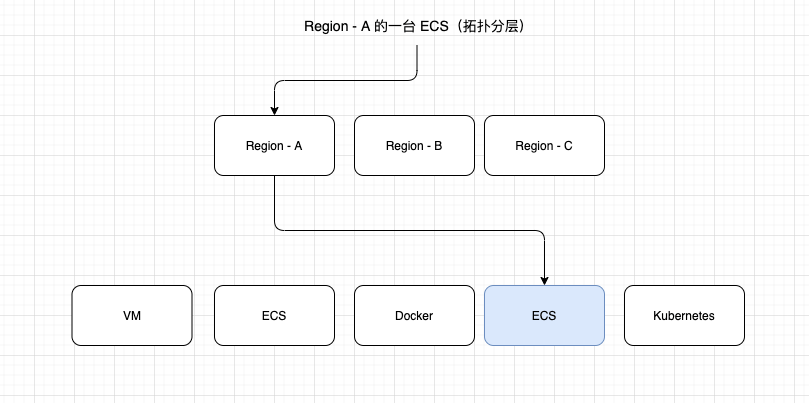 Region - A 的一台 ECS（拓扑分层）
Region - A
Region - B
Region - C
VM
ECS
Docker
ECS
Kubernetes